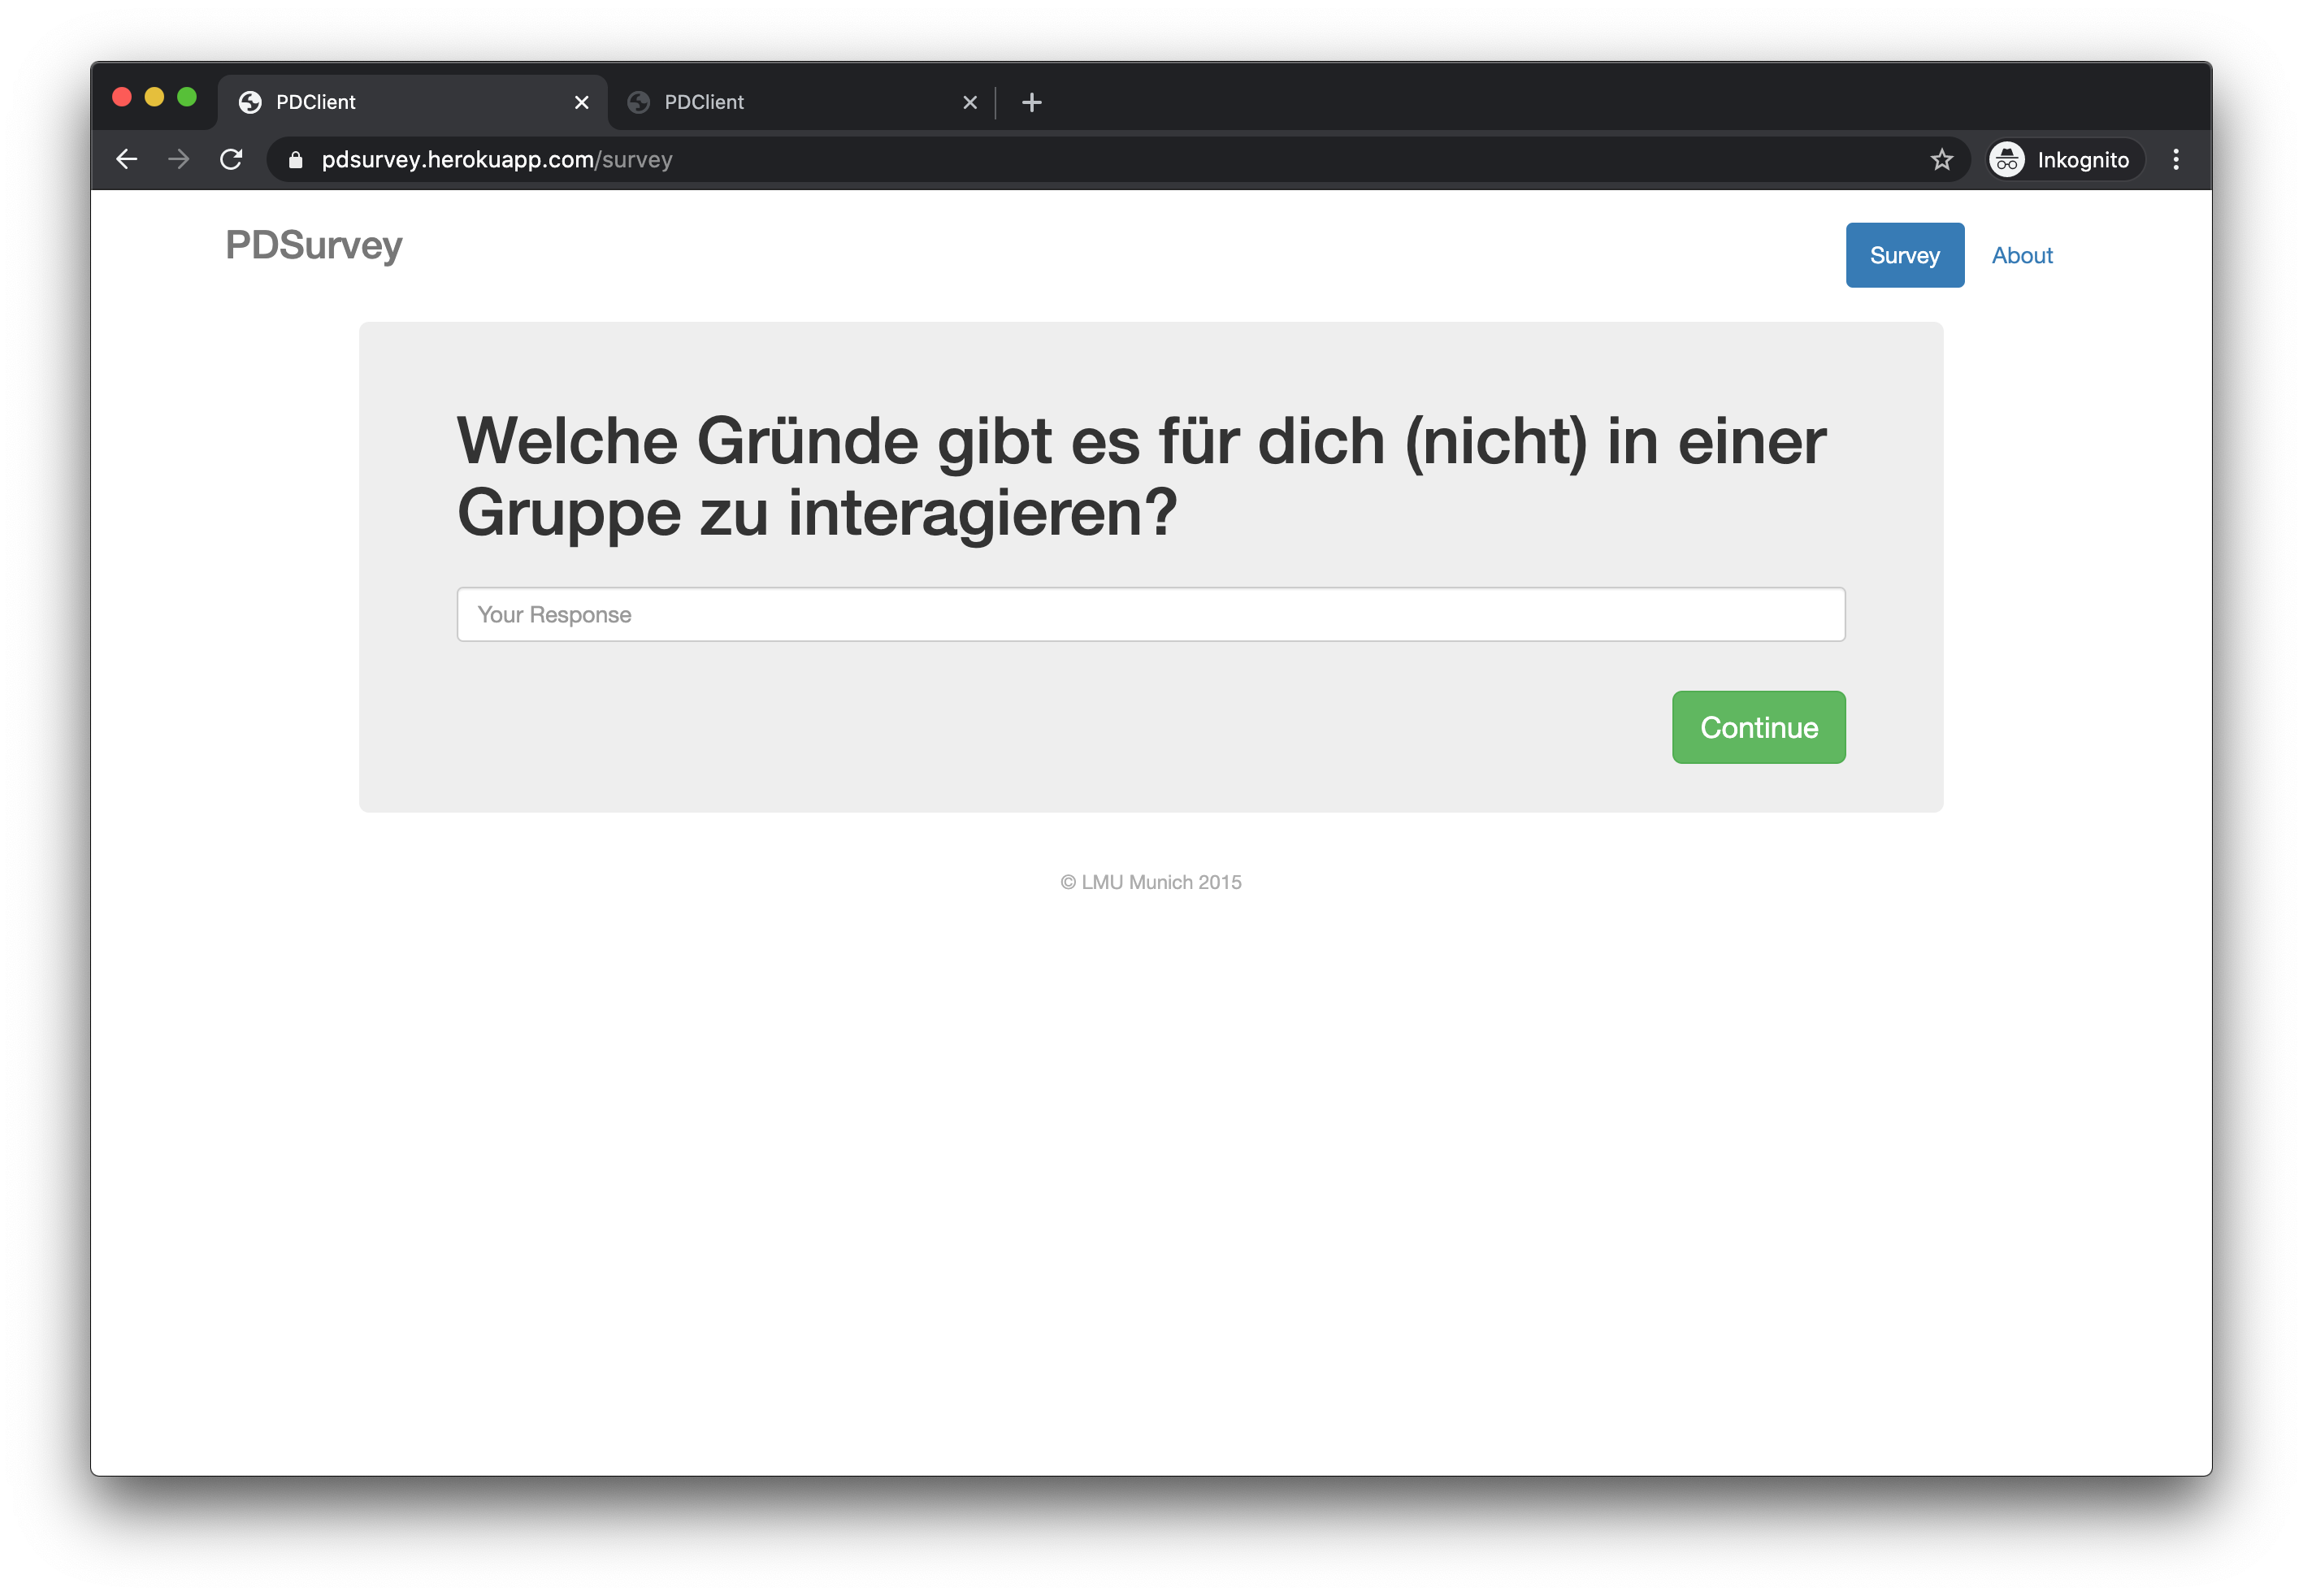 PDClient
PDClient
pdsurvey.herokuapp.com/survey
Inkognito
PDSurvey
Survey
About
Welche Gründe gibt es für dich (nicht) in einer
Gruppe zu interagieren?
Your Response
Continue
© LMU Munich 2015